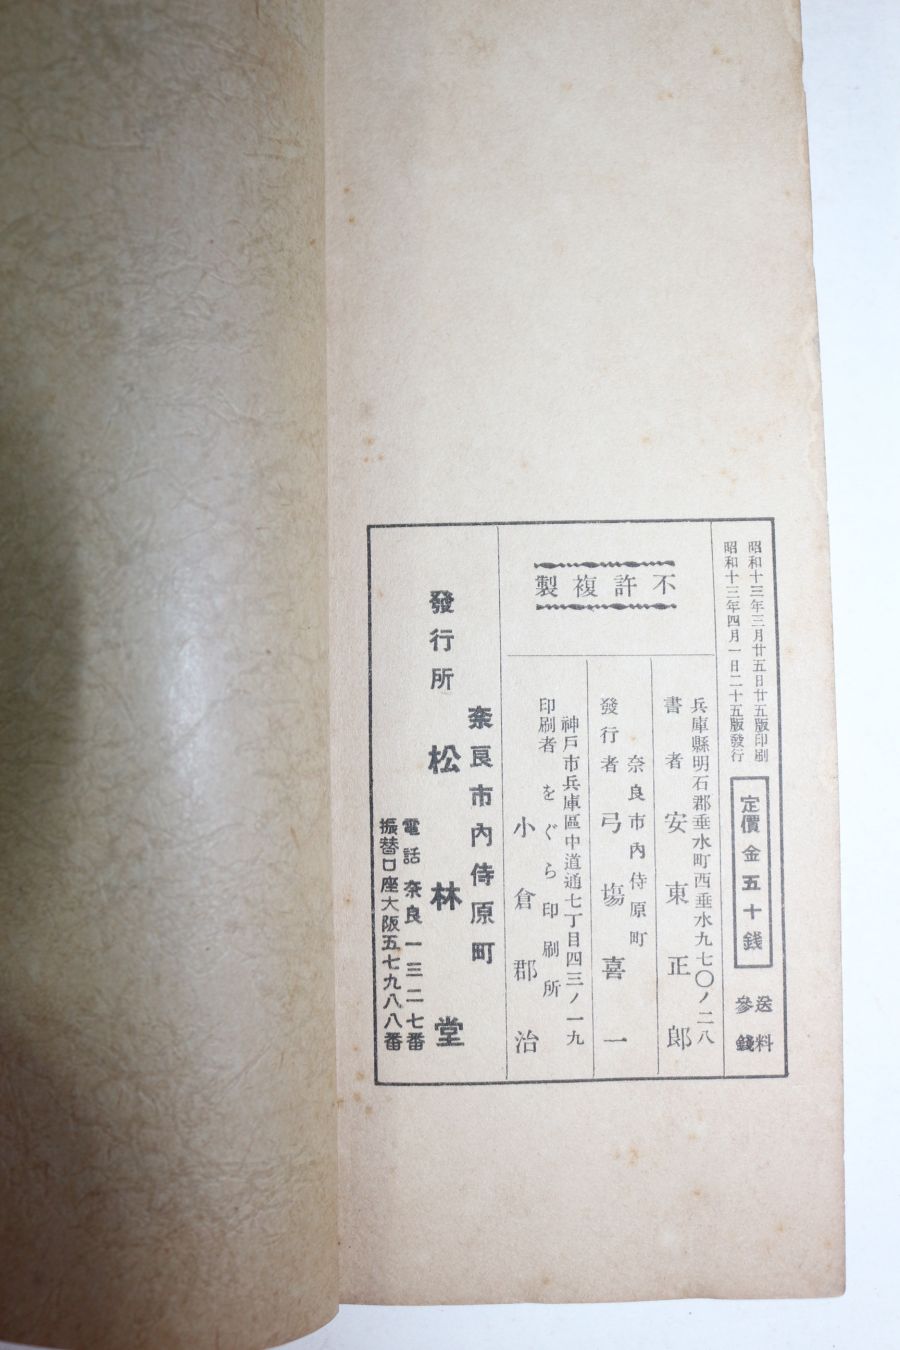 昭和十三年三月廿五日廿五版印刷
昭和十三年四月一日二十五版發行
定價金五十錢
送料
參錢
不許複製
兵庫縣明石郡垂水町西垂水九七〇ノ二八
書者 安東正郎
奈良市內侍原町
發行者 弓場喜一
神戶市兵庫區中道通七丁目四三ノ一九
印刷者 をぐら印刷所
小倉郡治
奈良市內侍原町
發行所 松林堂
電話奈良一三二七番
振替口座大阪五七九八八番